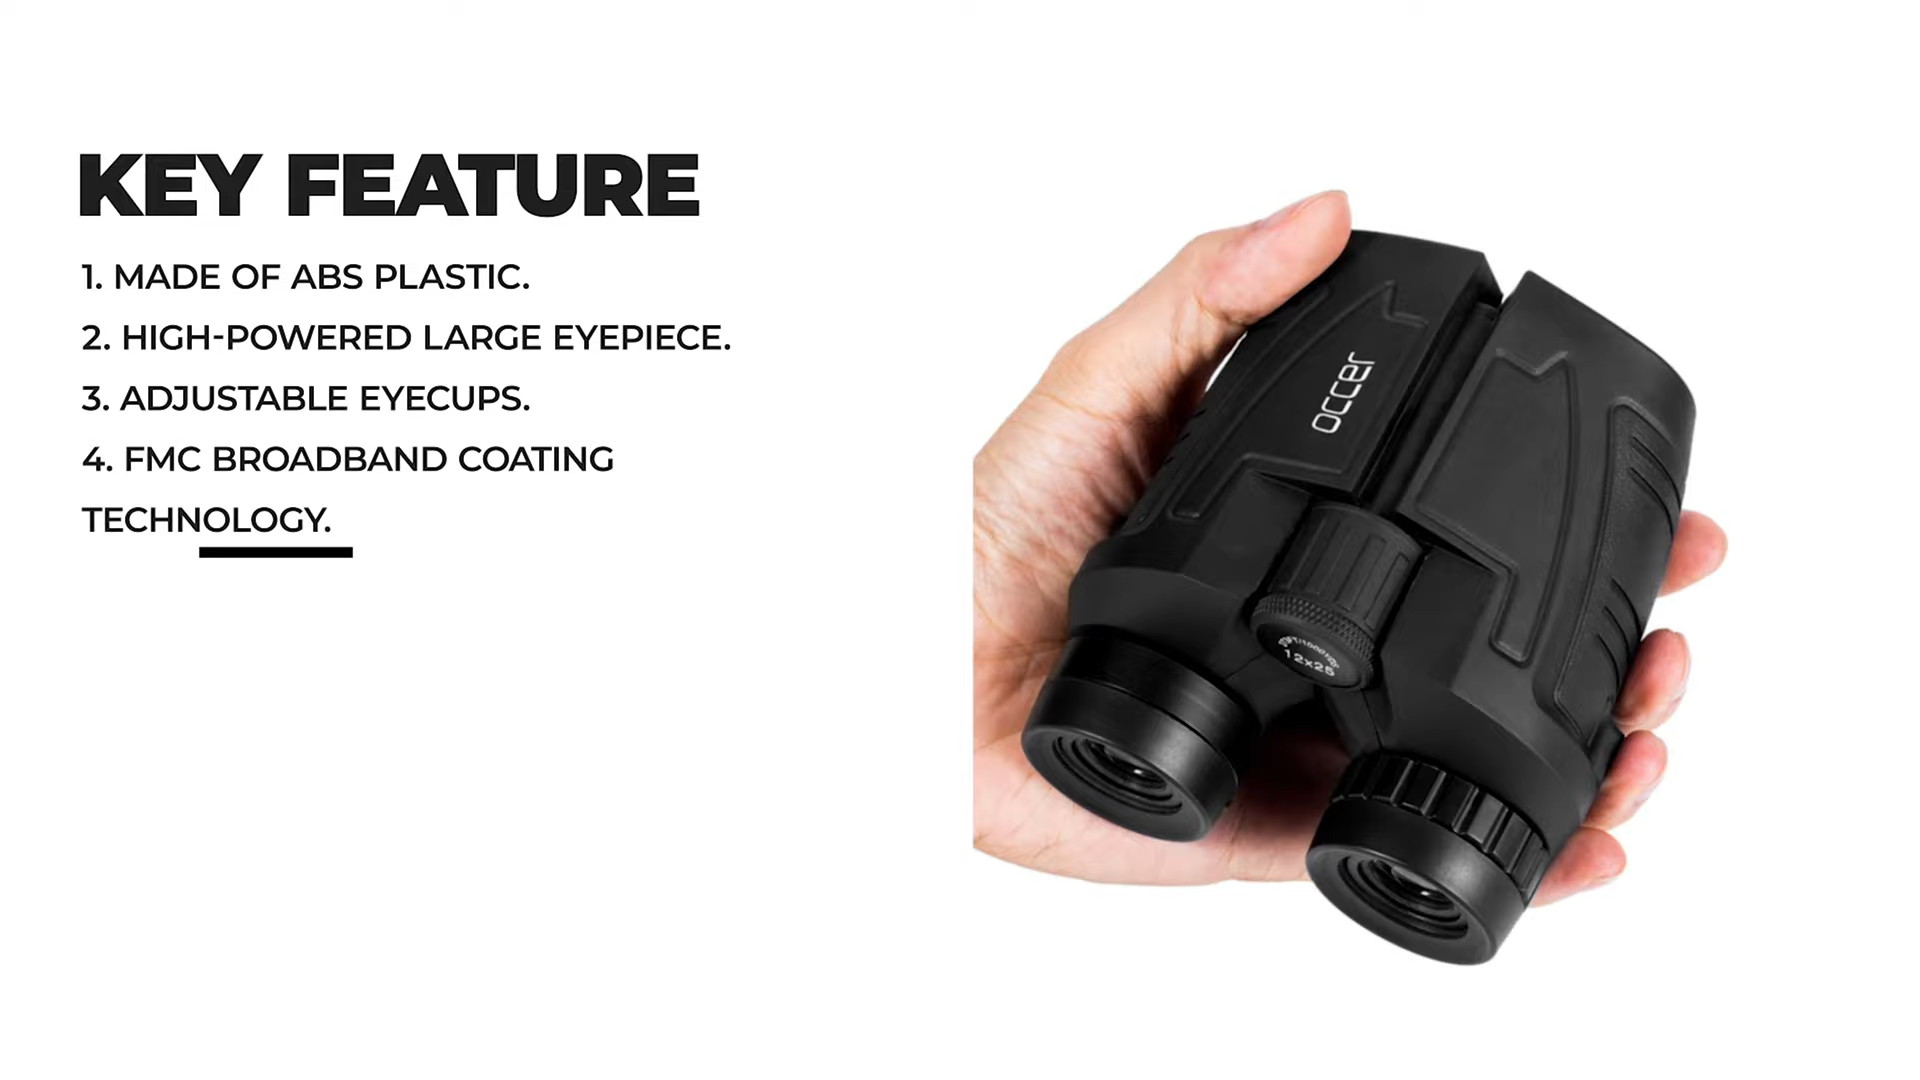 KEY FEATURE
1. MADE OF ABS PLASTIC.
2. HIGH-POWERED LARGE EYEPIECE.
3. ADJUSTABLE EYECUPS.
4. FMC BROADBAND COATING
TECHNOLOGY.
occer
12x25